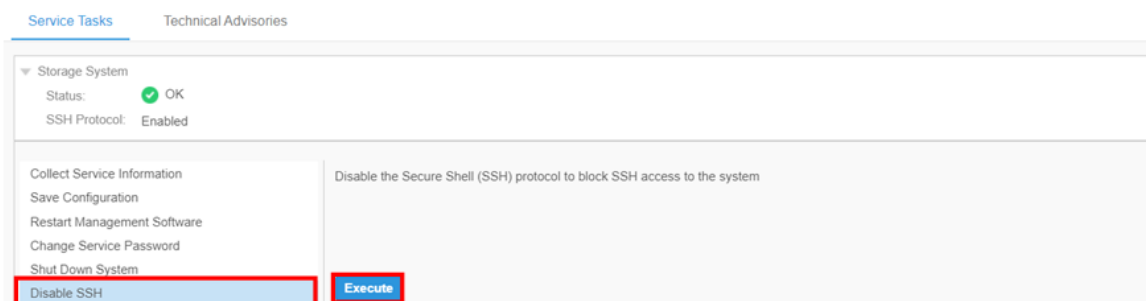 Service Tasks Technical Advisories
Storage System
Status: OK
SSH Protocol: Enabled
Collect Service Information
Disable the Secure Shell (SSH) protocol to block SSH access to the system
Save Configuration
Restart Management Software
Change Service Password
Shut Down System
Disable SSH
Execute